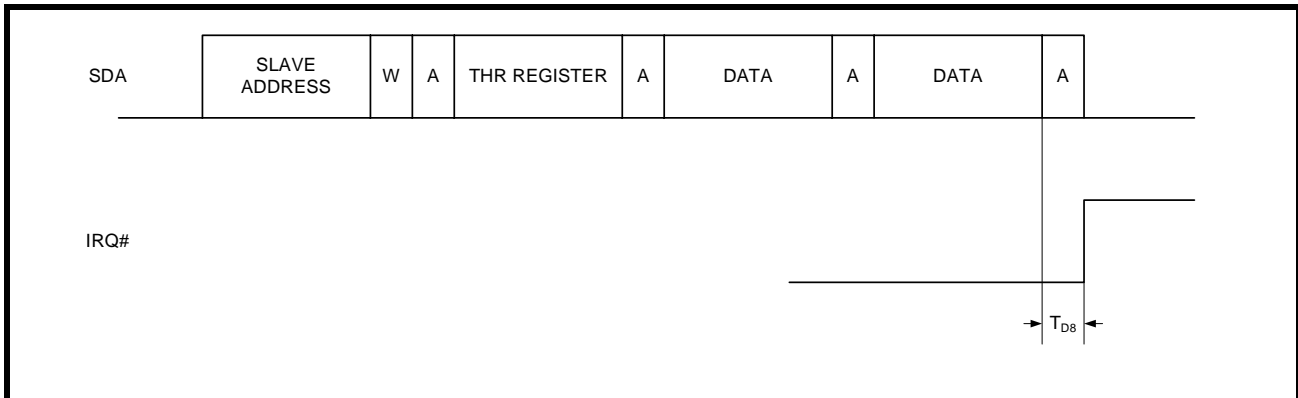 SDA
SLAVE
ADDRESS
W
A
THR REGISTER
A
DATA
A
DATA
A
IRQ#
TD8